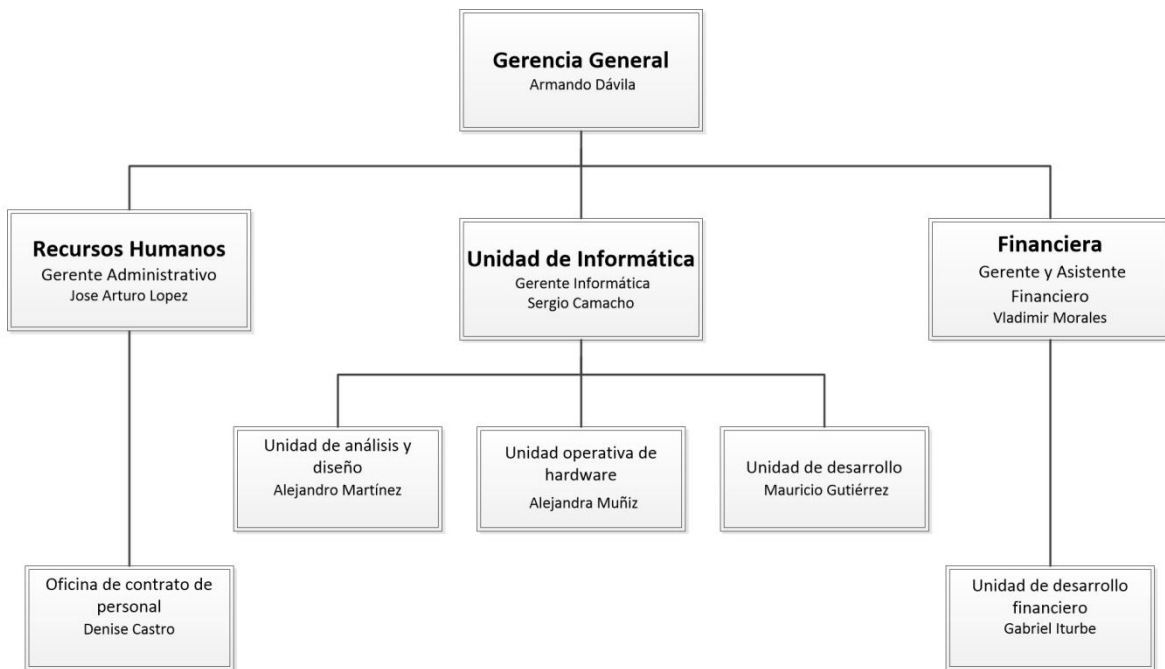 Gerencia General
Armando Dávila
Recursos Humanos
Gerente Administrativo
Jose Arturo Lopez
Unidad de Informática
Gerente Informática
Sergio Camacho
Financiera
Gerente y Asistente
Financiero
Vladimir Morales
Unidad de análisis y
diseño
Alejandro Martínez
Unidad operativa de
hardware
Alejandra Muñiz
Unidad de desarrollo
Mauricio Gutiérrez
Oficina de contrato de
personal
Denise Castro
Unidad de desarrollo
financiero
Gabriel Iturbe